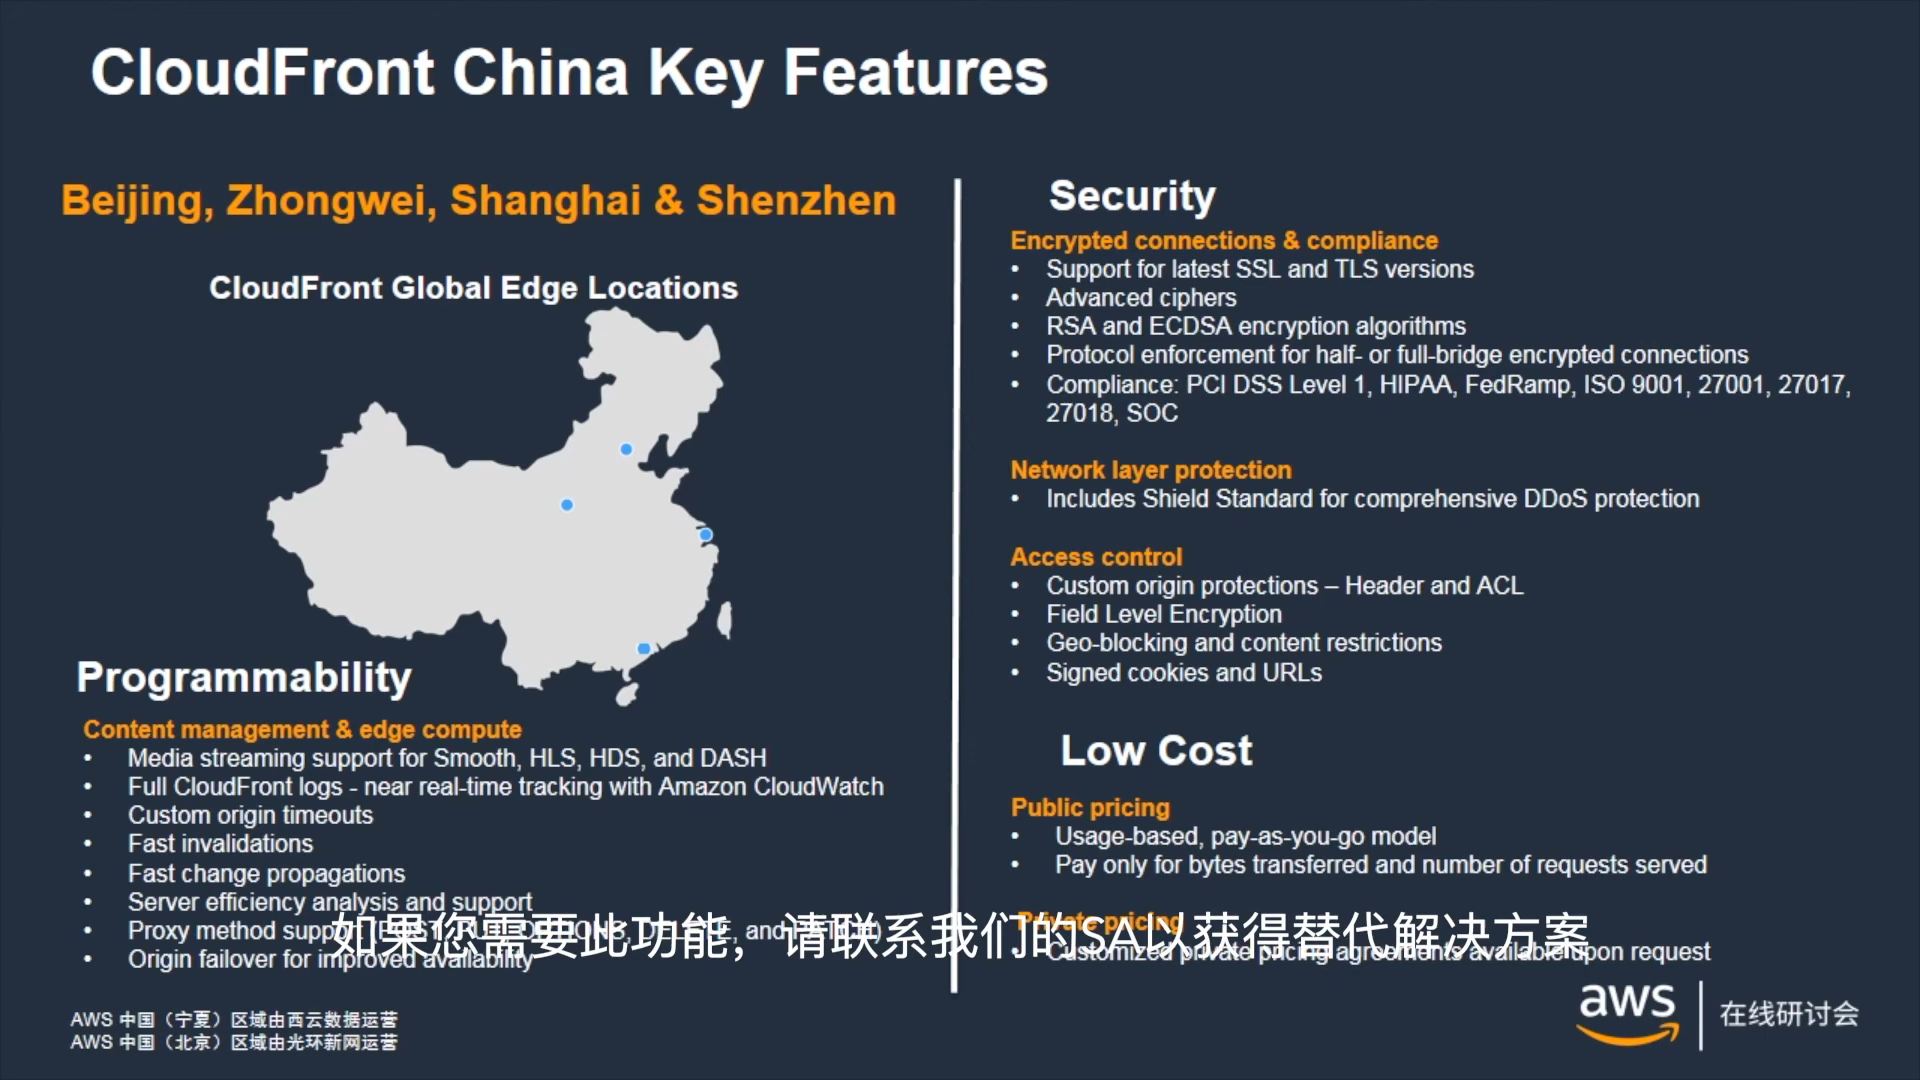 CloudFront China Key Features
Beijing, Zhongwei, Shanghai & Shenzhen
CloudFront Global Edge Locations
Programmability
Content management & edge compute
• Media streaming support for Smooth, HLS, HDS, and DASH
• Full CloudFront logs - near real-time tracking with Amazon CloudWatch
• Custom origin timeouts
• Fast invalidations
• Fast change propagations
• Server efficiency analysis and support
• Proxy method support and
• Origin failover for improved availability
Security
Encrypted connections & compliance
• Support for latest SSL and TLS versions
• Advanced ciphers
• RSA and ECDSA encryption algorithms
• Protocol enforcement for half- or full-bridge encrypted connections
• Compliance: PCI DSS Level 1, HIPAA, FedRamp, ISO 9001, 27001, 27017,
27018, SOC
Network layer protection
• Includes Shield Standard for comprehensive DDoS protection
Access control
• Custom origin protections – Header and ACL
• Field Level Encryption
• Geo-blocking and content restrictions
• Signed cookies and URLs
Low Cost
Public pricing
• Usage-based, pay-as-you-go model
• Pay only for bytes transferred and number of requests served
Private pricing
• Customized private pricing agreements available upon request
如果您需要此功能，请联系我们的SA以获得替代解决方案
AWS 中国（宁夏）区域由西云数据运营
AWS 中国（北京）区域由光环新网运营
aws 在线研讨会